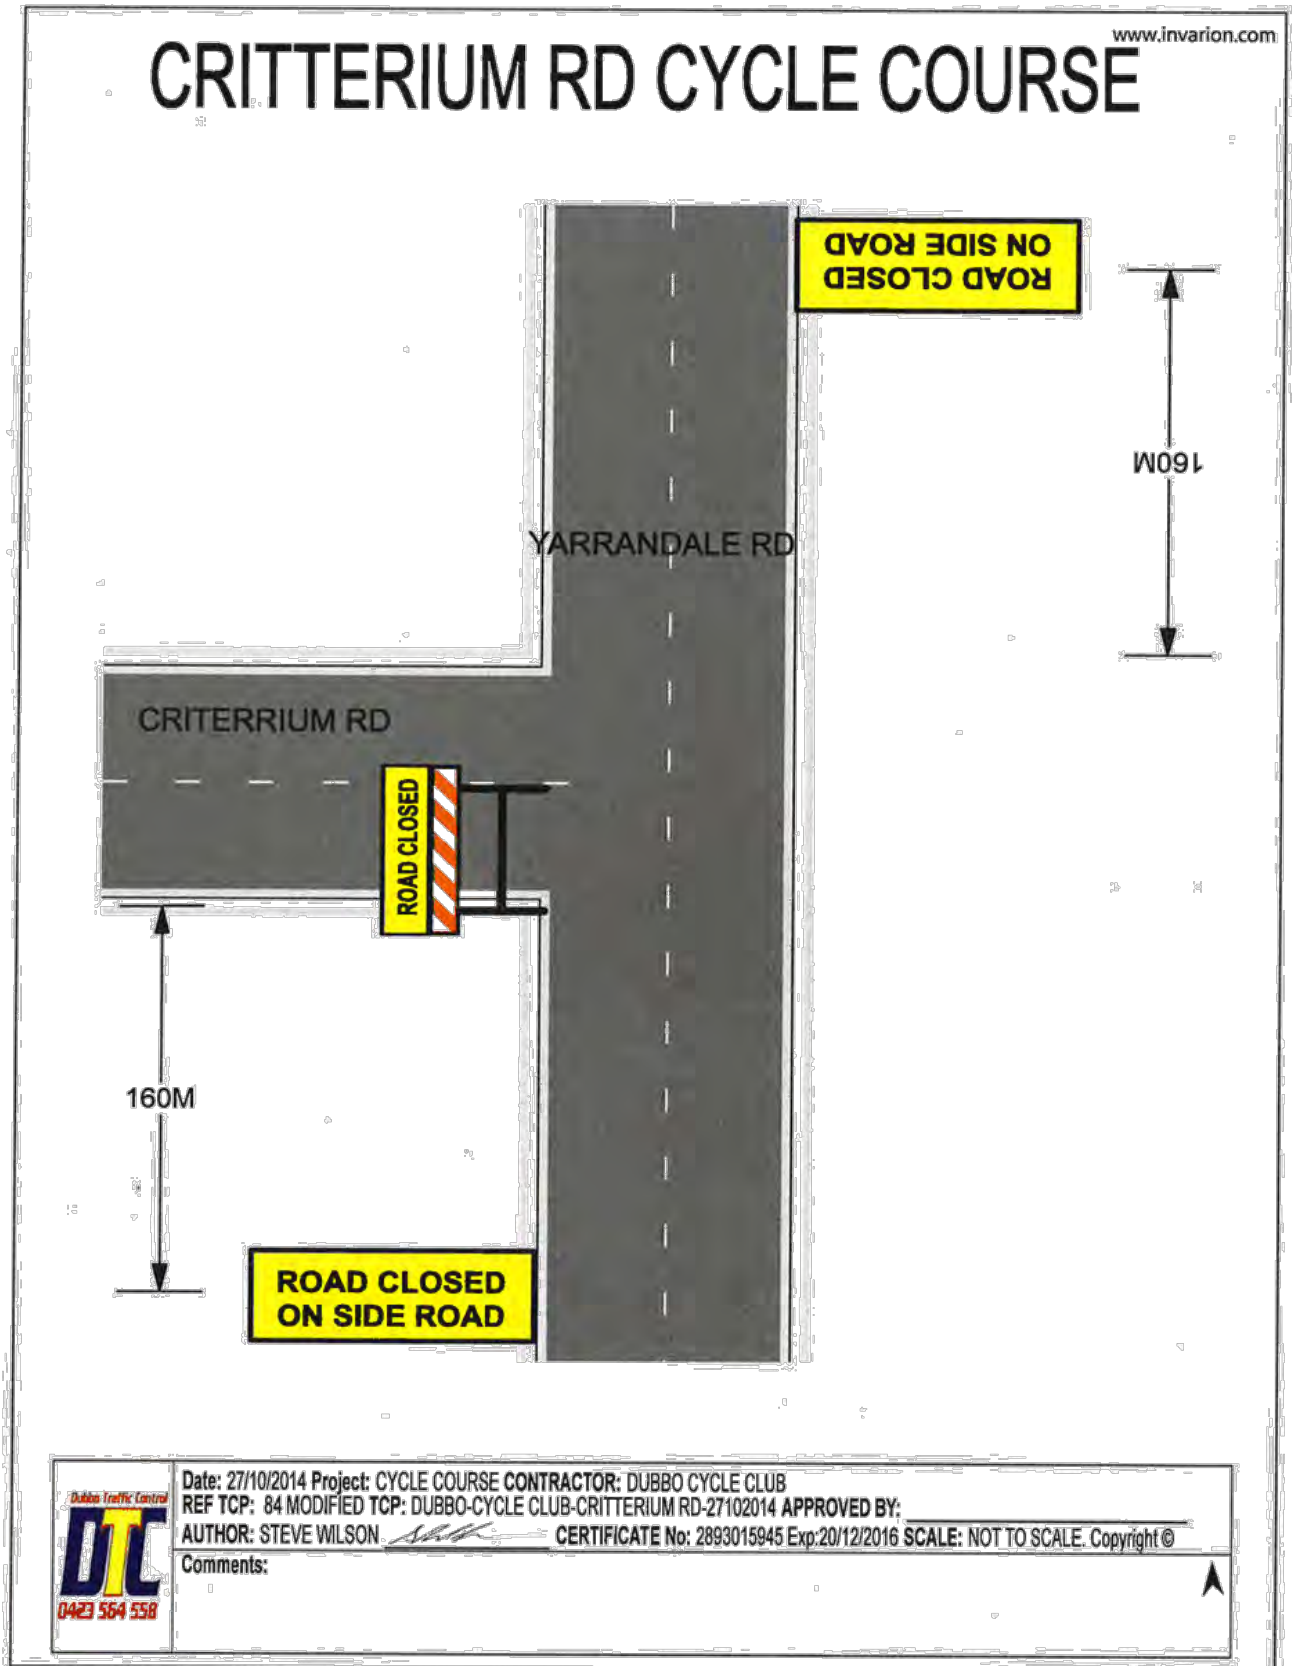 www.invarion.com
CRITTERIUM RD CYCLE COURSE
ROAD CLOSED
ON SIDE ROAD
160M
YARRANDALE RD
CRITERRIUM RD
ROAD CLOSED
160M
ROAD CLOSED
ON SIDE ROAD
Dubbo Traffic Control
DTC
0423 564 558
Date: 27/10/2014 Project: CYCLE COURSE CONTRACTOR: DUBBO CYCLE CLUB
REF TCP: 84 MODIFIED TCP: DUBBO-CYCLE CLUB-CRITTERIUM RD-27102014 APPROVED BY:
AUTHOR: STEVE WILSON CERTIFICATE No: 2893015945 Exp:20/12/2016 SCALE: NOT TO SCALE. Copyright ©
Comments: